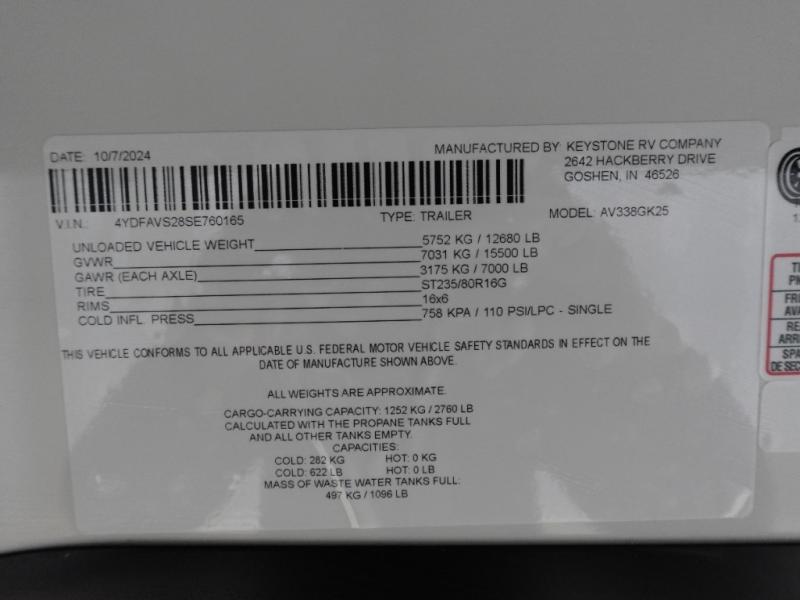 DATE: 10/7/2024
MANUFACTURED BY: KEYSTONE RV COMPANY
2642 HACKBERRY DRIVE
GOSHEN, IN 46526
V.I.N.: 4YDFAVS28SE760165 TYPE: TRAILER MODEL: AV338GK25
UNLOADED VEHICLE WEIGHT 5752 KG / 12680 LB
GVWR 7031 KG / 15500 LB
GAWR (EACH AXLE) 3175 KG / 7000 LB
TIRE ST235/80R16G
RIMS 16x6
COLD INFL. PRESS 758 KPA / 110 PSI/LPC - SINGLE
THIS VEHICLE CONFORMS TO ALL APPLICABLE U.S. FEDERAL MOTOR VEHICLE SAFETY STANDARDS IN EFFECT ON THE
DATE OF MANUFACTURE SHOWN ABOVE.
ALL WEIGHTS ARE APPROXIMATE.
CARGO-CARRYING CAPACITY: 1252 KG / 2760 LB
CALCULATED WITH THE PROPANE TANKS FULL
AND ALL OTHER TANKS EMPTY.
CAPACITIES:
COLD: 282 KG HOT: 0 KG
COLD: 622 LB HOT: 0 LB
MASS OF WASTE WATER TANKS FULL:
497 KG / 1096 LB
DE SEC